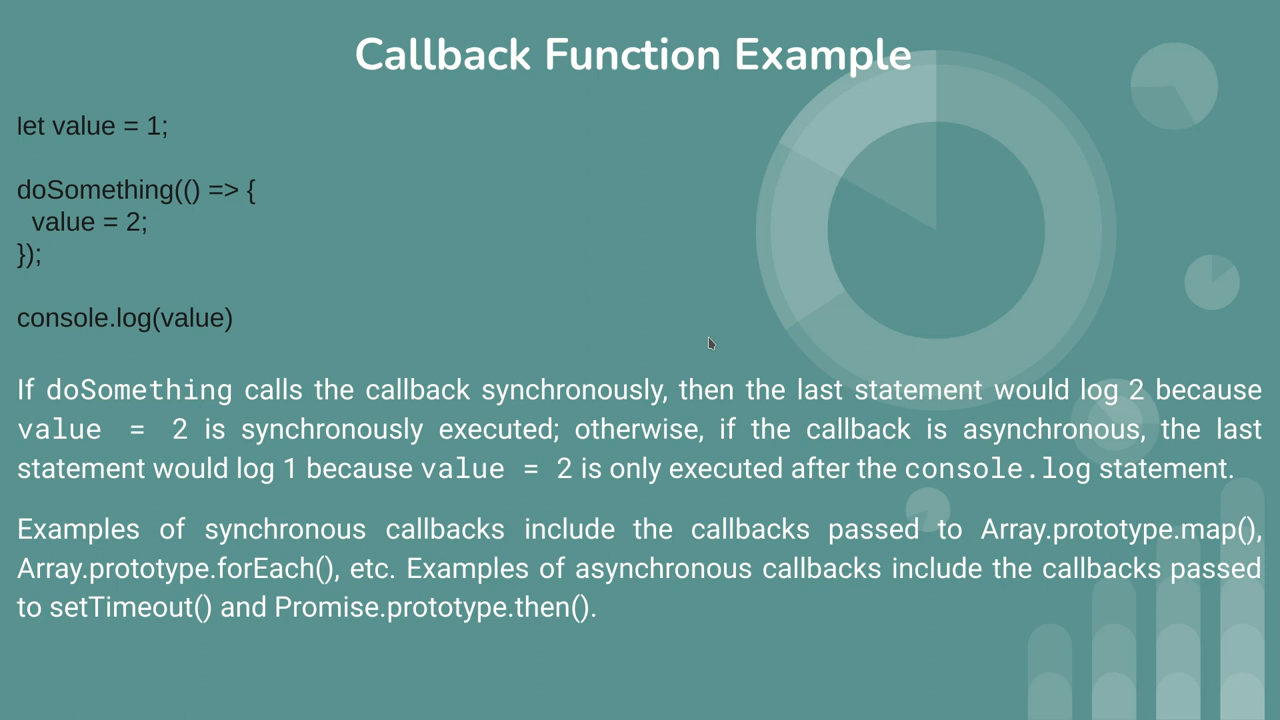 Callback Function Example
let value = 1;
doSomething(() => {
value = 2;
});
console.log(value)
If doSomething calls the callback synchronously, then the last statement would log 2 because
value = 2 is synchronously executed; otherwise, if the callback is asynchronous, the last
statement would log 1 because value = 2 is only executed after the console.log statement.
Examples of synchronous callbacks include the callbacks passed to Array.prototype.map(),
Array.prototype.forEach(), etc. Examples of asynchronous callbacks include the callbacks passed
to setTimeout() and Promise.prototype.then().